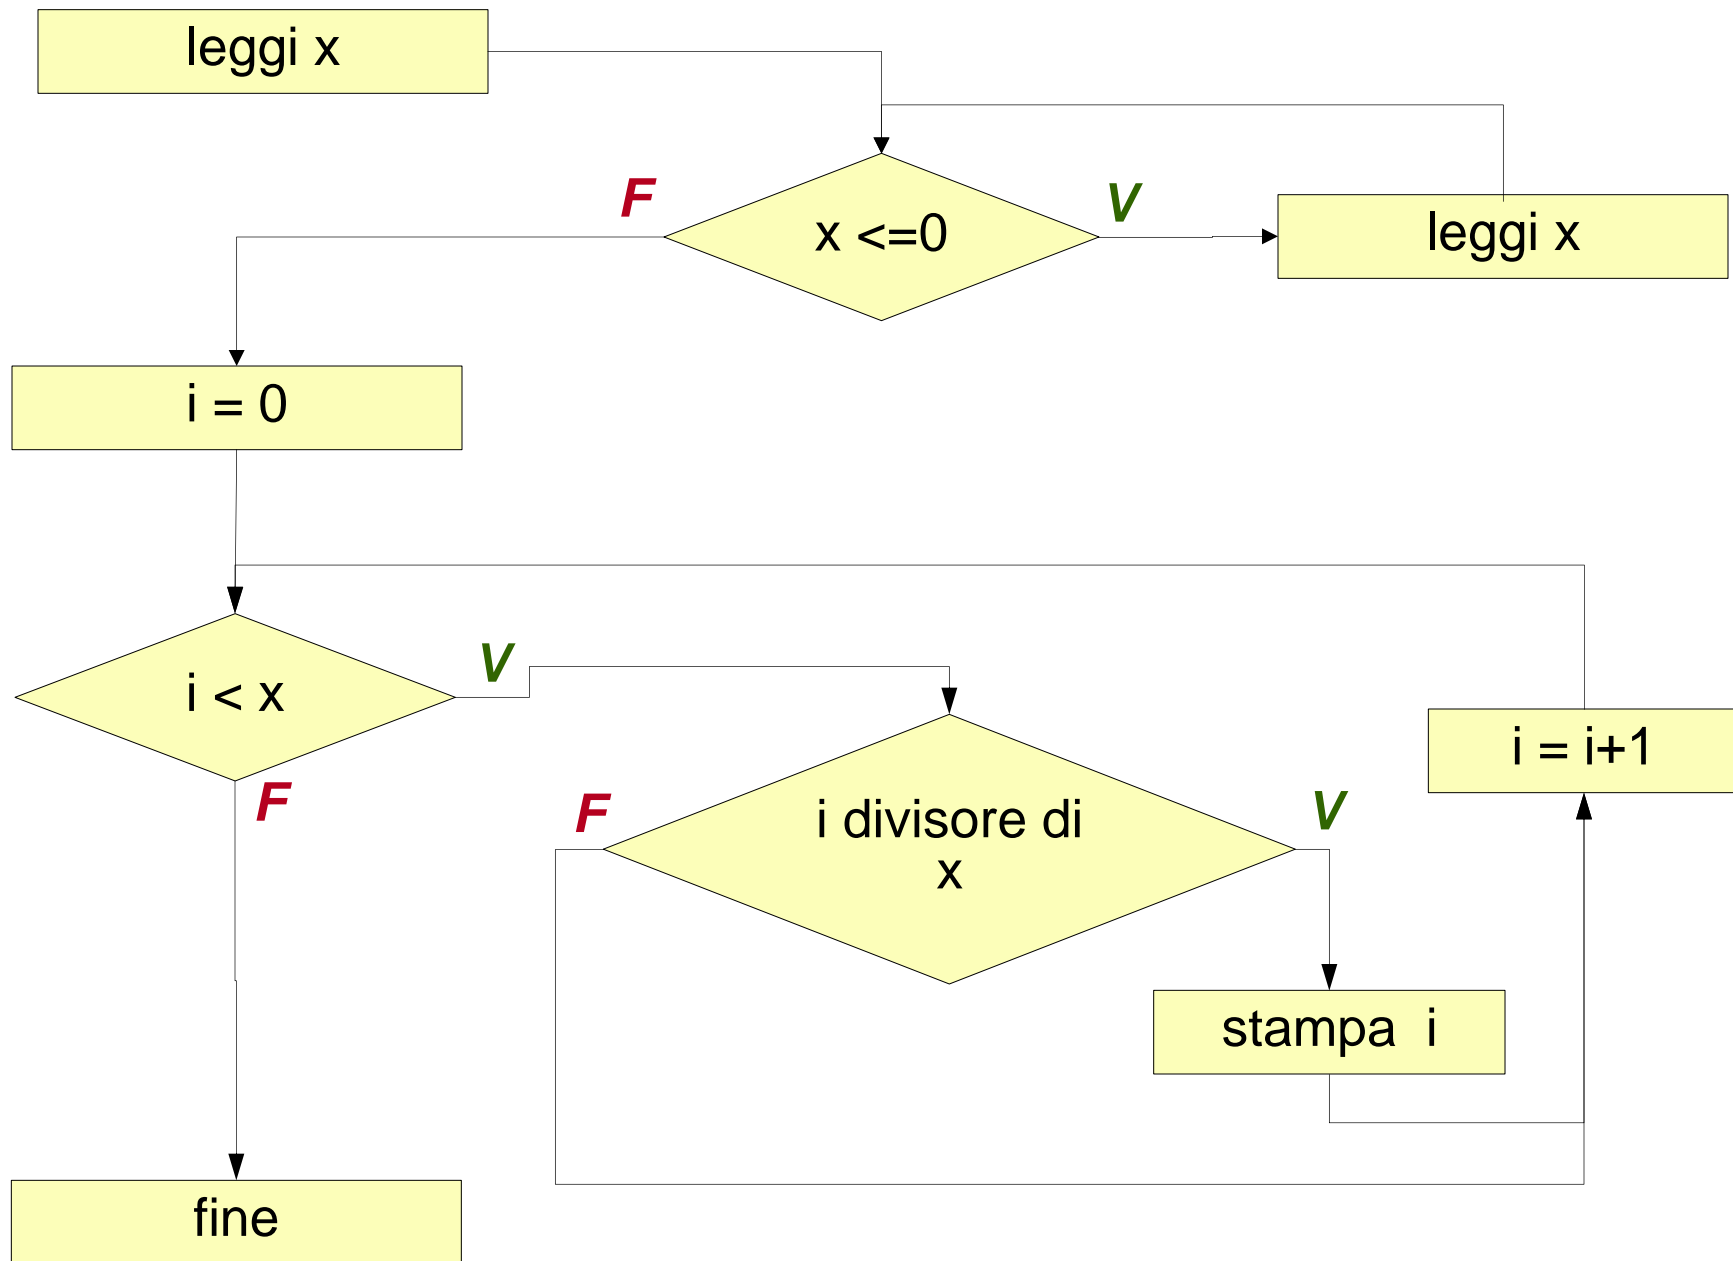 leggi x
F
V
x <=0
leggi x
i = 0
i < x
V
F
i = i+1
F
i divisore di
x
V
stampa  i
fine